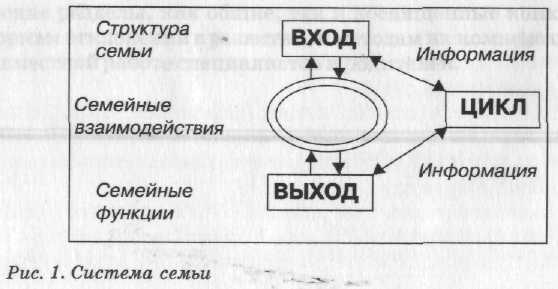 Структура
семьи
ВХОД
Информация
ЦИКЛ
Семейные
взаимодействия
Информация
ВЫХОД
Семейные
функции
Рис. 1. Система семьи